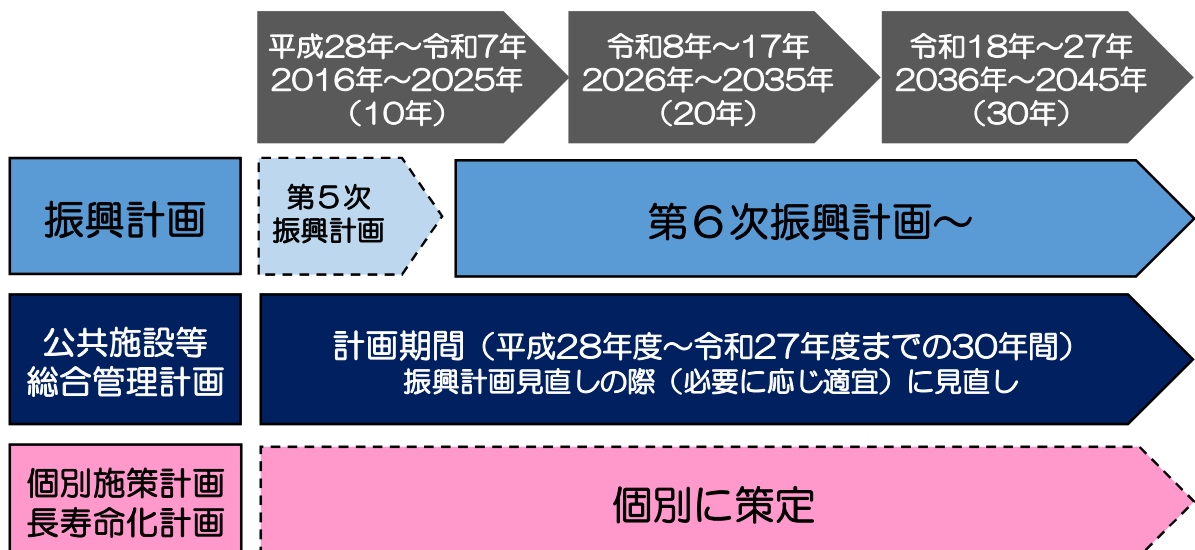 平成28年～令和7年
2016年～2025年
（10年）
令和8年～17年
2026年～2035年
（20年）
令和18年～27年
2036年～2045年
（30年）
振興計画
第５次
振興計画
第６次振興計画～
公共施設等
総合管理計画
計画期間（平成28年度～令和27年度までの30年間）
振興計画見直しの際（必要に応じ適宜）に見直し
個別施策計画
長寿命化計画
個別に策定